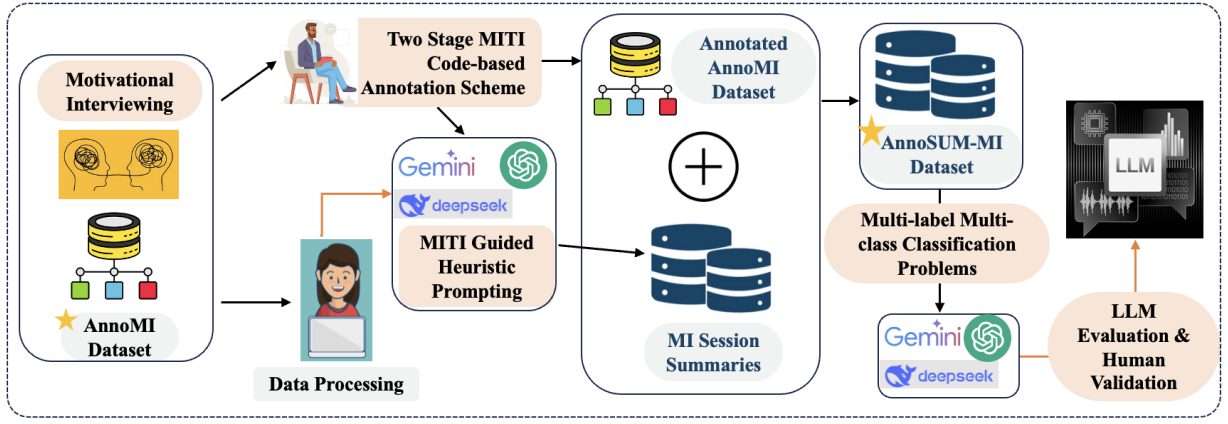 Motivational
Interviewing
AnnoMI
Dataset
Two Stage MITI
Code-based
Annotation Scheme
Gemini
deepseek
MITI Guided
Heuristic
Prompting
Data Processing
Annotated
AnnoMI
Dataset
MI Session
Summaries
AnnoSUM-MI
Dataset
Multi-label Multi-
class Classification
Problems
Gemini
deepseek
LLM
Evaluation &
Human
Validation
LLM